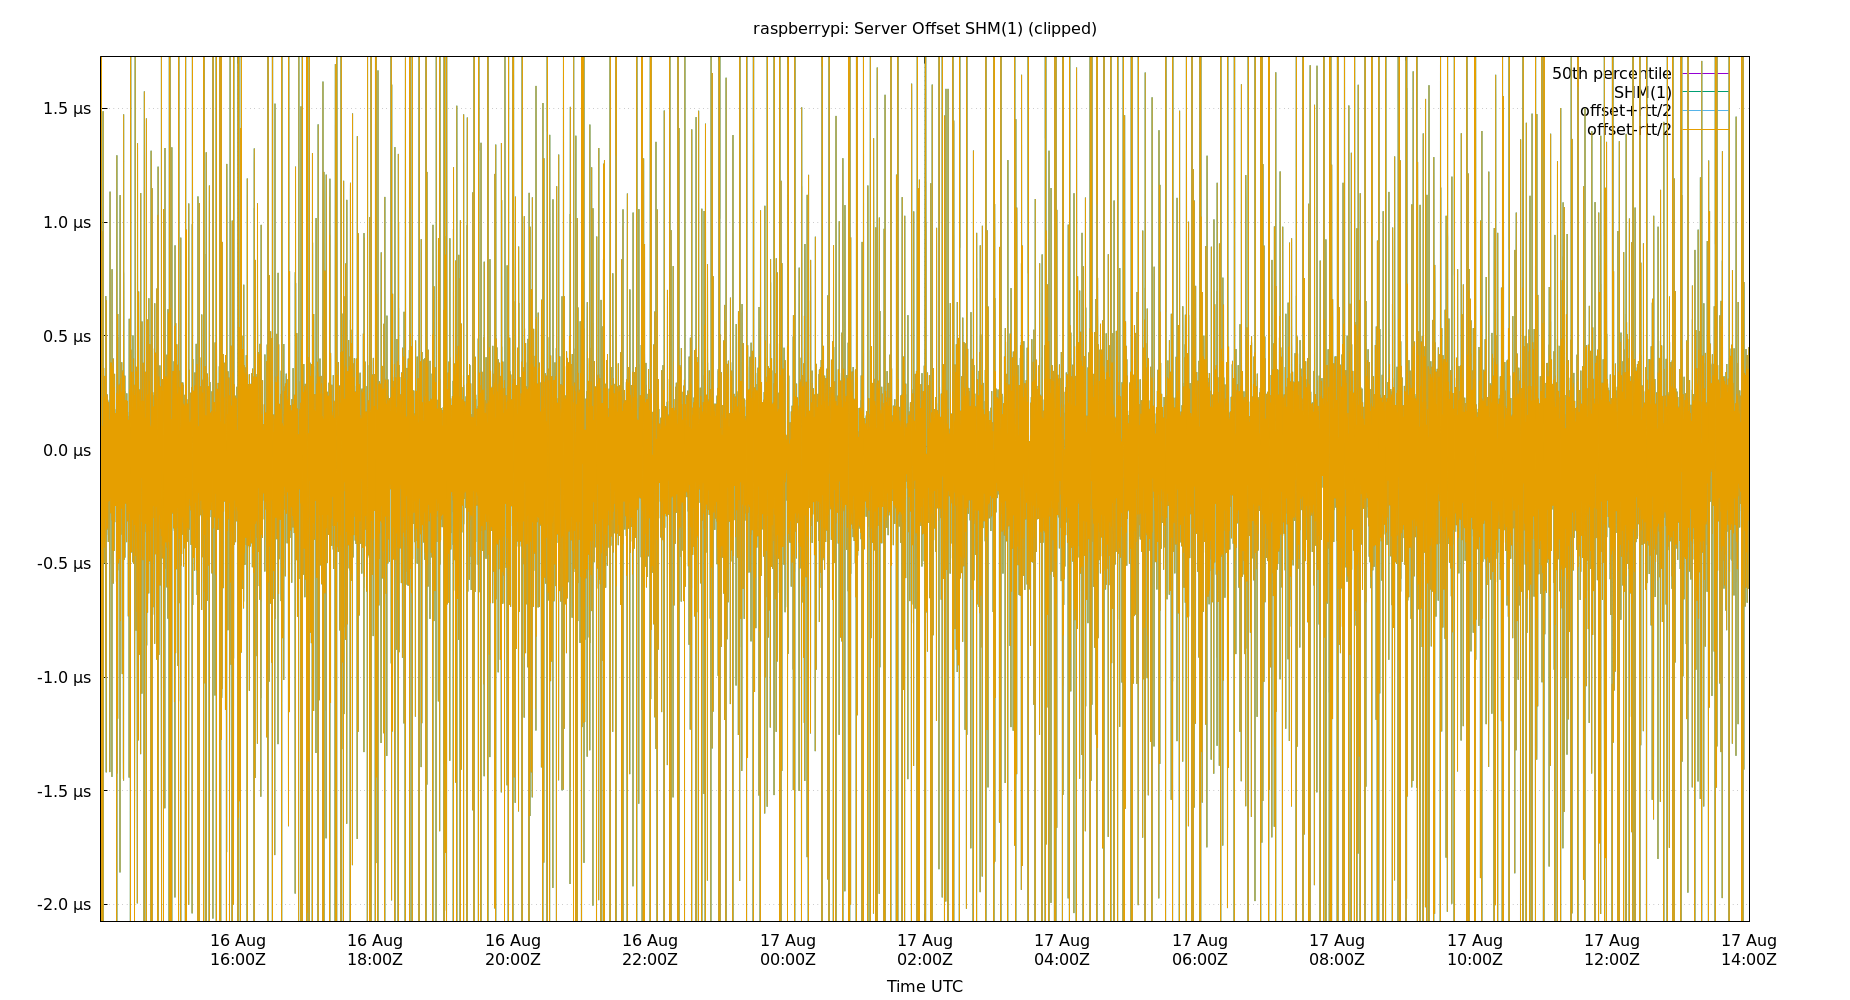 raspberrypi: Server Offset SHM(1) (clipped)
50th percentile
SHM(1)
offset+rtt/2
offset-rtt/2
1.5 µs
1.0 µs
0.5 µs
0.0 µs
-0.5 µs
-1.0 µs
-1.5 µs
-2.0 µs
16 Aug 16 Aug 16 Aug 16 Aug 17 Aug 17 Aug 17 Aug 17 Aug 17 Aug 17 Aug 17 Aug 17 Aug
16:00Z 18:00Z 20:00Z 22:00Z 00:00Z 02:00Z 04:00Z 06:00Z 08:00Z 10:00Z 12:00Z 14:00Z
Time UTC